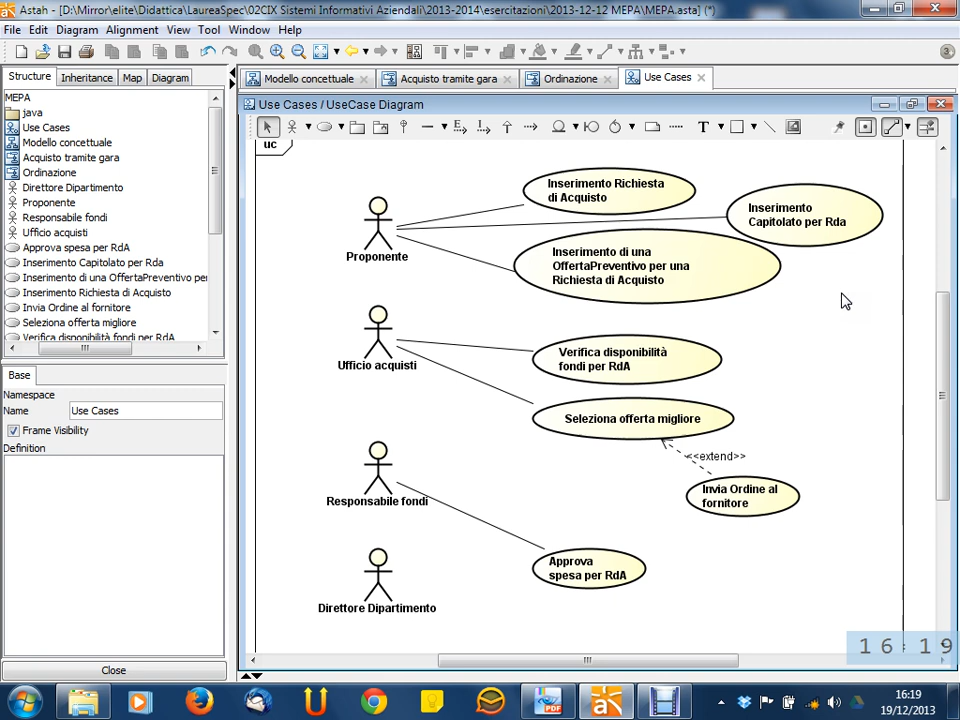 Astah - [D:\Mirror\elite\Didattica\LaureaSpec\02CIX Sistemi Informativi Aziendali\2013-2014\esercitazioni\2013-12-12 MEPA\MEPA.asta] (*)
File Edit Diagram Alignment View Tool Window Help
Structure Inheritance Map Diagram
Modello concettuale Acquisto tramite gara Ordinazione Use Cases
Use Cases / UseCase Diagram
MEPA
java
Use Cases
Modello concettuale
Acquisto tramite gara
Ordinazione
Direttore Dipartimento
Proponente
Responsabile fondi
Ufficio acquisti
Approva spesa per RdA
Inserimento Capitolato per Rda
Inserimento di una OffertaPreventivo per
Inserimento Richiesta di Acquisto
Invia Ordine al fornitore
Seleziona offerta migliore
Verifica disponibilità fondi per RdA
Base
Namespace
Name Use Cases
Frame Visibility
Definition
Close
uc
Inserimento Richiesta
di Acquisto
Inserimento
Capitolato per Rda
Proponente
Inserimento di una
OffertaPreventivo per una
Richiesta di Acquisto
Ufficio acquisti
Verifica disponibilità
fondi per RdA
Seleziona offerta migliore
<<extend>>
Invia Ordine al
fornitore
Responsabile fondi
Approva
spesa per RdA
Direttore Dipartimento
16:19
16:19
19/12/2013